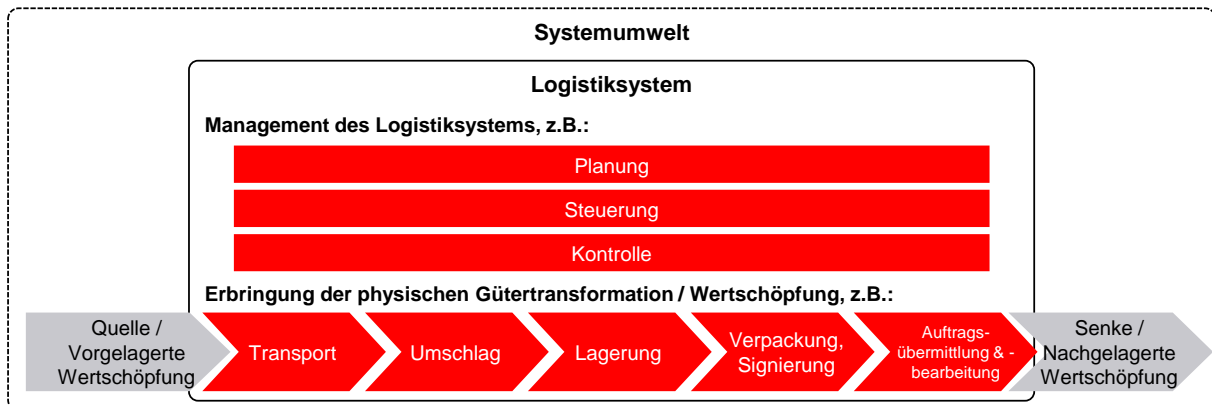 Systemumwelt
Logistiksystem
Management des Logistiksystems, z.B.:
Planung
Steuerung
Kontrolle
Erbringung der physischen Gütertransformation / Wertschöpfung, z.B.:
Quelle /
Vorgelagerte
Wertschöpfung
Transport
Umschlag
Lagerung
Verpackung,
Signierung
Auftrags-
übermittlung & -
bearbeitung
Senke /
Nachgelagerte
Wertschöpfung